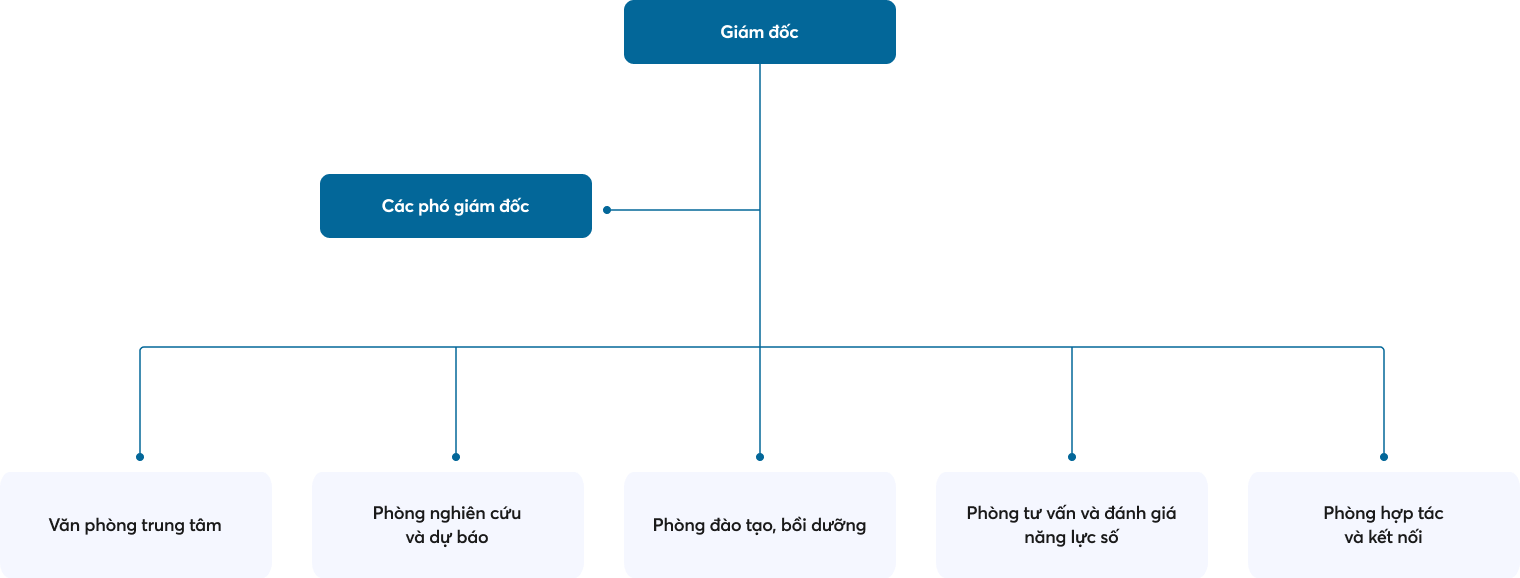 Giám đốc
Các phó giám đốc
Văn phòng trung tâm
Phòng nghiên cứu
và dự báo
Phòng đào tạo, bồi dưỡng
Phòng tư vấn và đánh giá
năng lực số
Phòng hợp tác
và kết nối